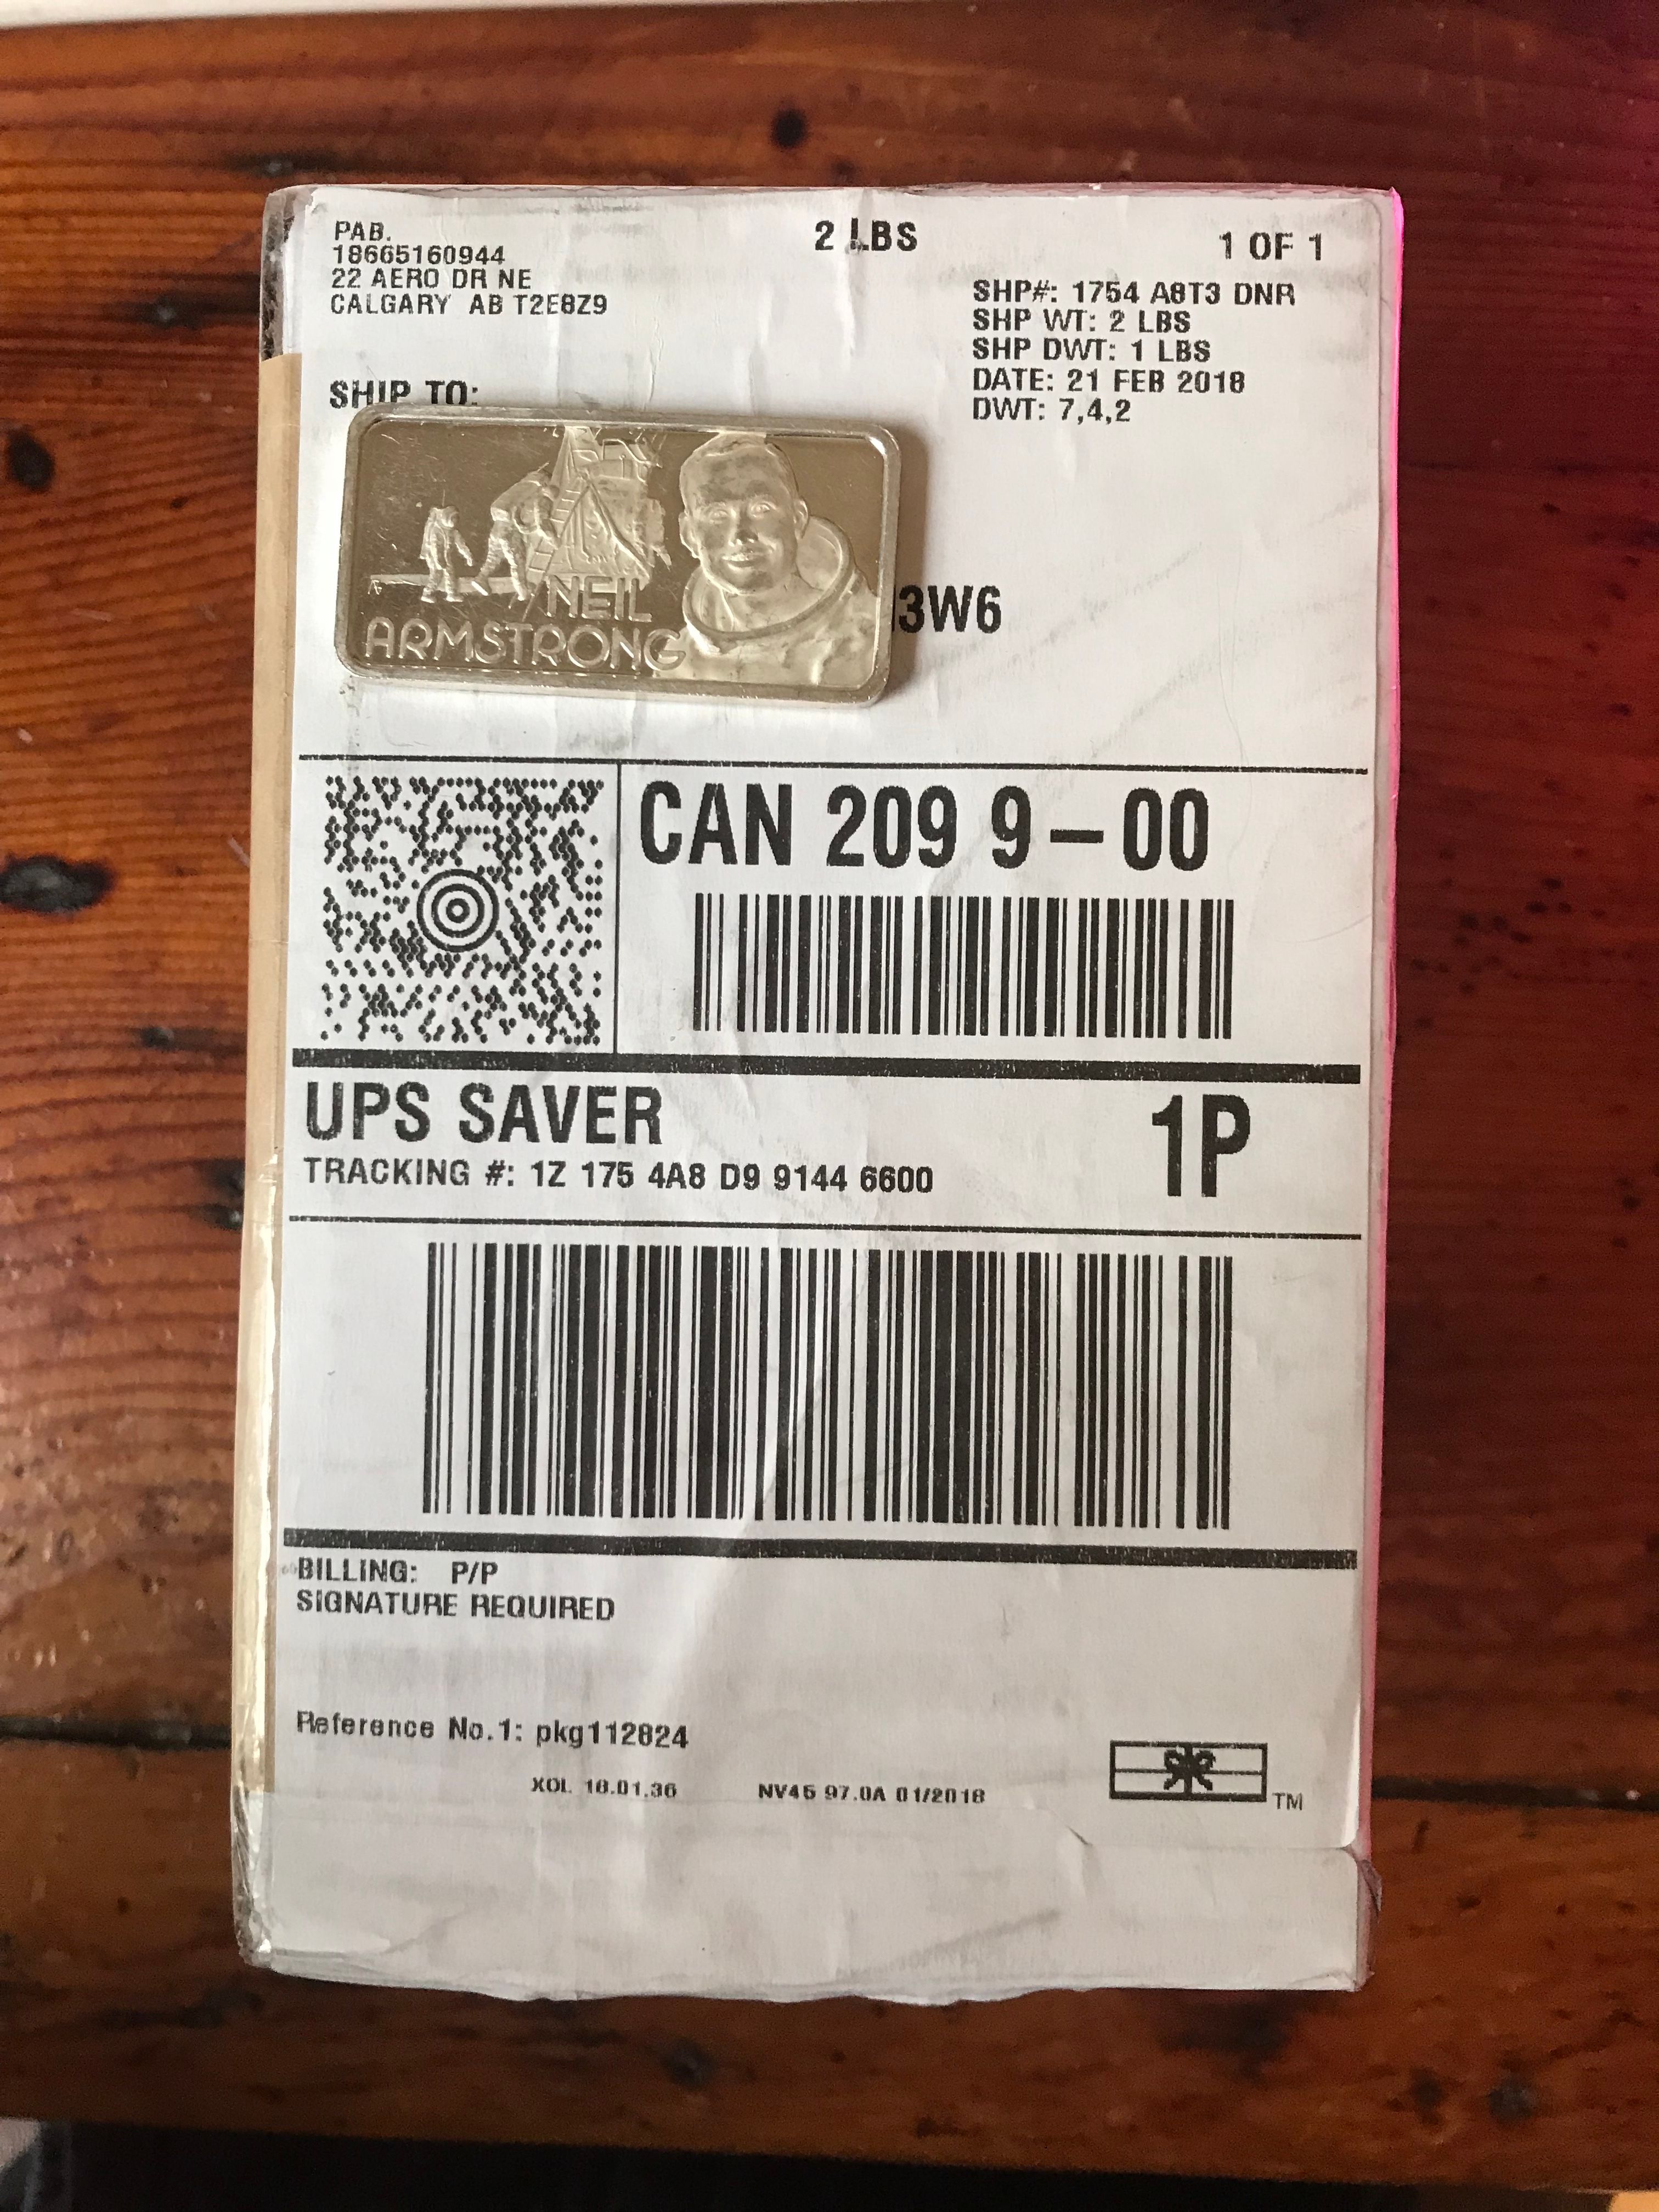 PAB.
18665160944
22 AERO DR NE
CALGARY AB T2E8Z9
2 LBS
1 OF 1
SHP#: 1754 A8T3 DNR
SHP WT: 2 LBS
SHP DWT: 1 LBS
DATE: 21 FEB 2018
DWT: 7,4,2
SHIP TO:
NEIL
ARMSTRONG
3W6
CAN 209 9-00
UPS SAVER
1P
TRACKING #: 1Z 175 4A8 D9 9144 6600
BILLING: P/P
SIGNATURE REQUIRED
Reference No.1: pkg112824
XOL 18.01.36
NV45 97.0A 01/2018
TM